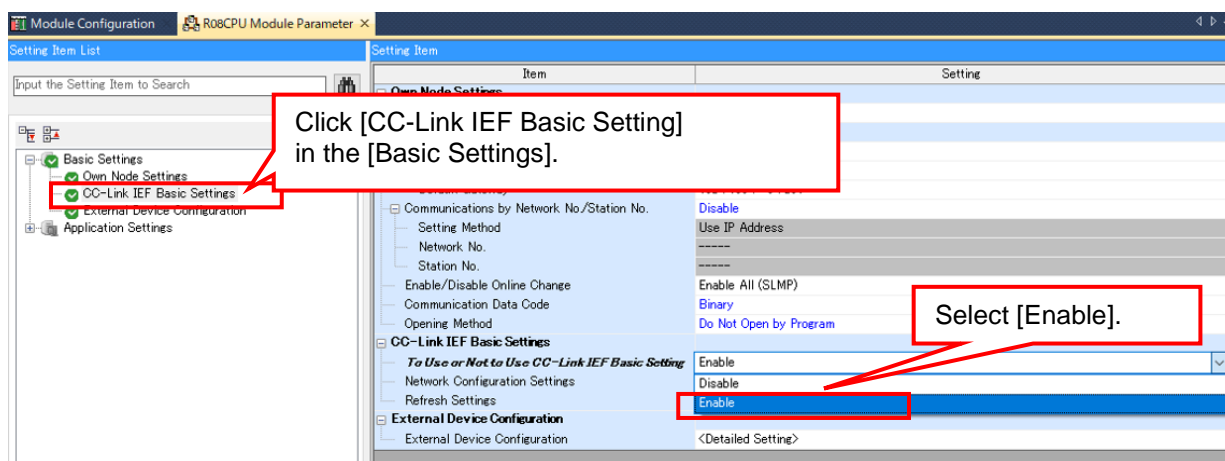 Module Configuration
R08CPU Module Parameter
Setting Item List
Setting Item
Input the Setting Item to Search
Item
Setting
Own Node Settings
Click [CC-Link IEF Basic Setting]
in the [Basic Settings].
Basic Settings
Own Node Settings
CC-Link IEF Basic Settings
External Device Configuration
Application Settings
Communications by Network No./Station No.
Disable
Setting Method
Use IP Address
Network No.
-----
Station No.
-----
Enable/Disable Online Change
Enable All (SLMP)
Communication Data Code
Binary
Opening Method
Do Not Open by Program
Select [Enable].
CC-Link IEF Basic Settings
To Use or Not to Use CC-Link IEF Basic Setting
Enable
Network Configuration Settings
Disable
Refresh Settings
Enable
External Device Configuration
External Device Configuration
<Detailed Setting>